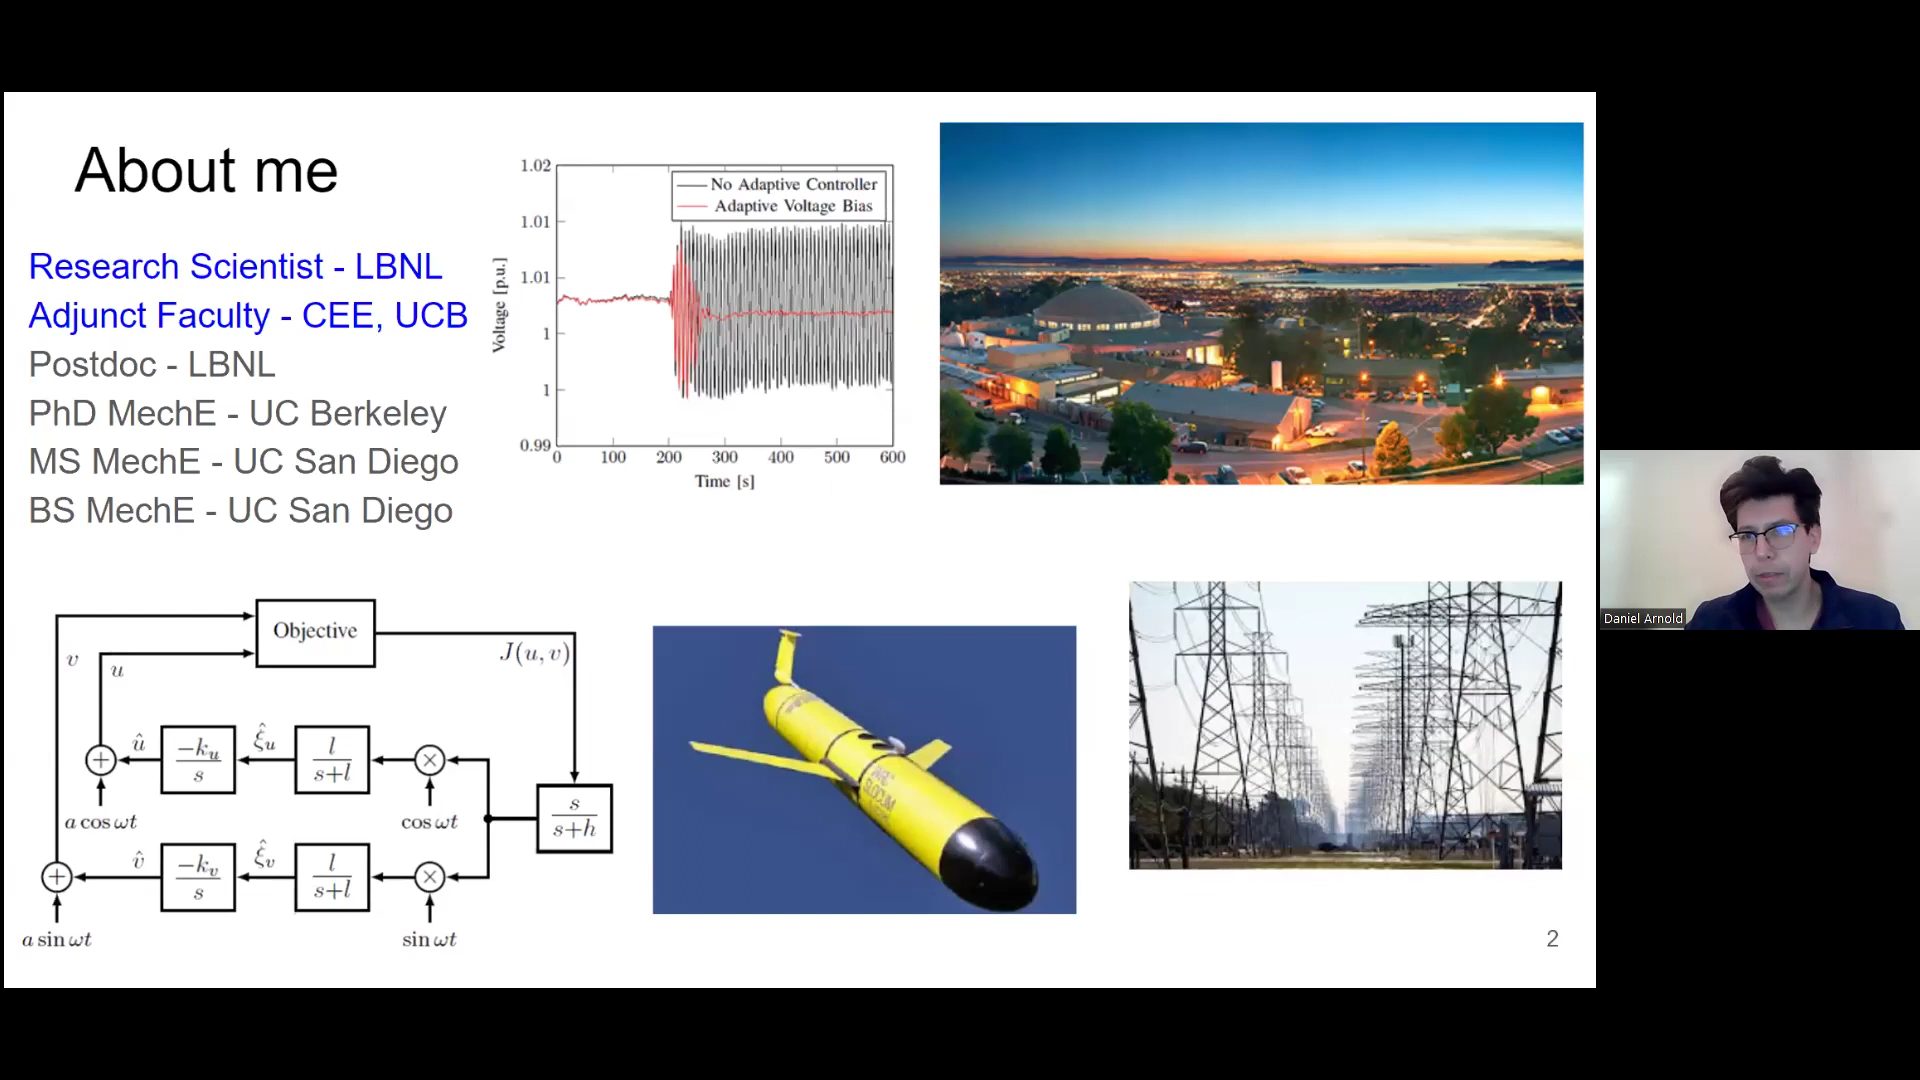 About me
Research Scientist - LBNL
Adjunct Faculty - CEE, UCB
Postdoc - LBNL
PhD MechE - UC Berkeley
MS MechE - UC San Diego
BS MechE - UC San Diego
No Adaptive Controller
Adaptive Voltage Bias
1.02
1.01
1.01
1
1
0.99
Voltage [p.u.]
0 100 200 300 400 500 600
Time [s]
Daniel Arnold
Objective
v
u
J(u, v)
û
−kᵤ/s
ξ̂ᵤ
l/s+l
×
+
a cos ωt
cos ωt
s/s+h
v̂
−kᵥ/s
ξ̂ᵥ
l/s+l
×
+
a sin ωt
sin ωt
SLOCUM
2